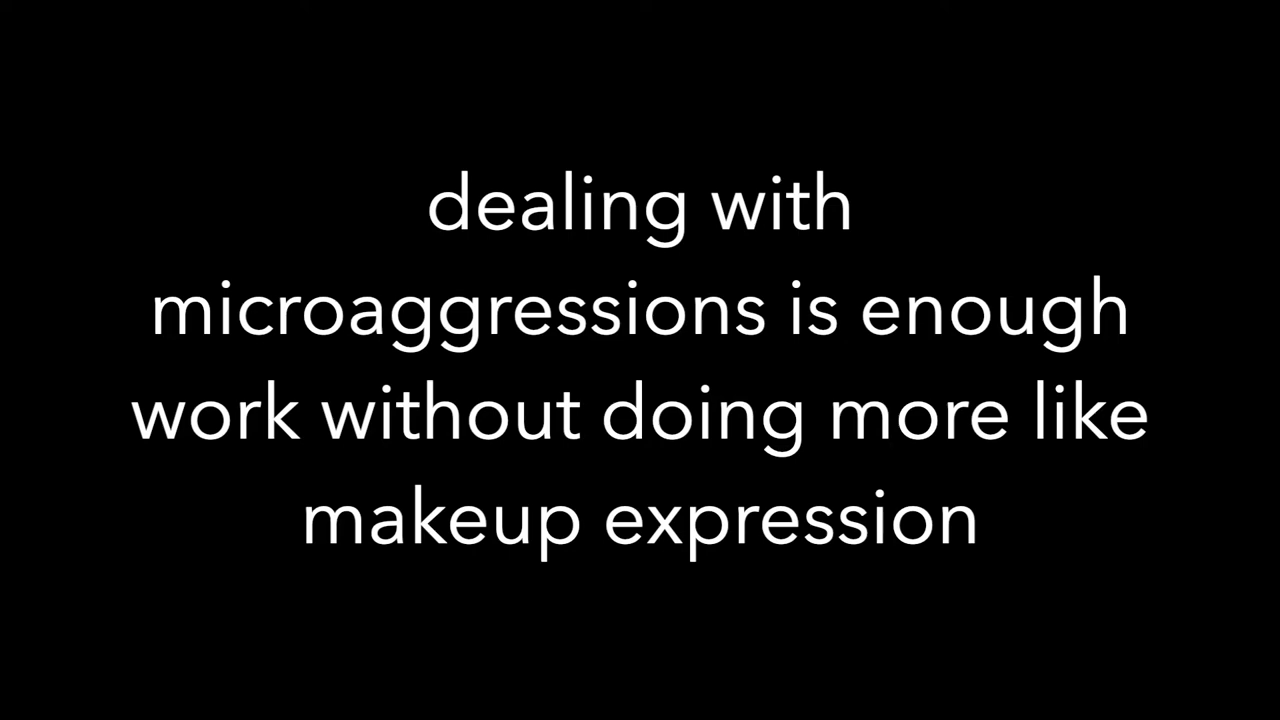 dealing with
microaggressions is enough
work without doing more like
makeup expression